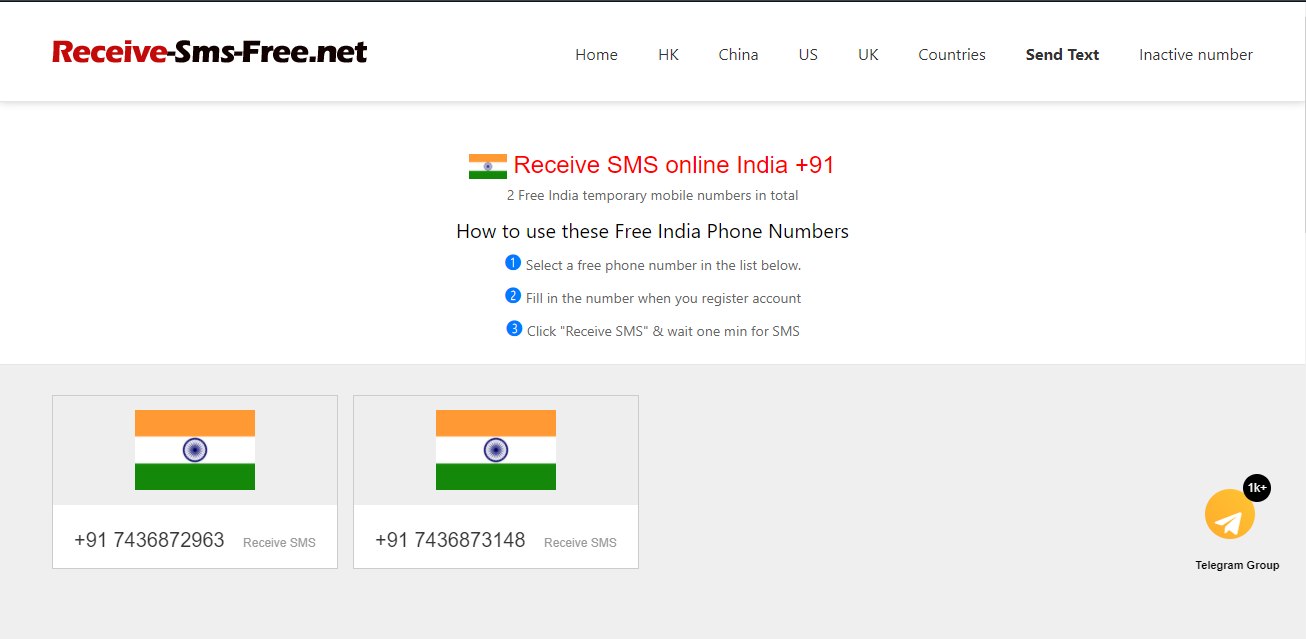 Receive-Sms-Free.net
Home HK China US UK Countries Send Text Inactive number
Receive SMS online India +91
2 Free India temporary mobile numbers in total
How to use these Free India Phone Numbers
1 Select a free phone number in the list below.
2 Fill in the number when you register account
3 Click "Receive SMS" & wait one min for SMS
+91 7436872963 Receive SMS
+91 7436873148 Receive SMS
1k+
Telegram Group